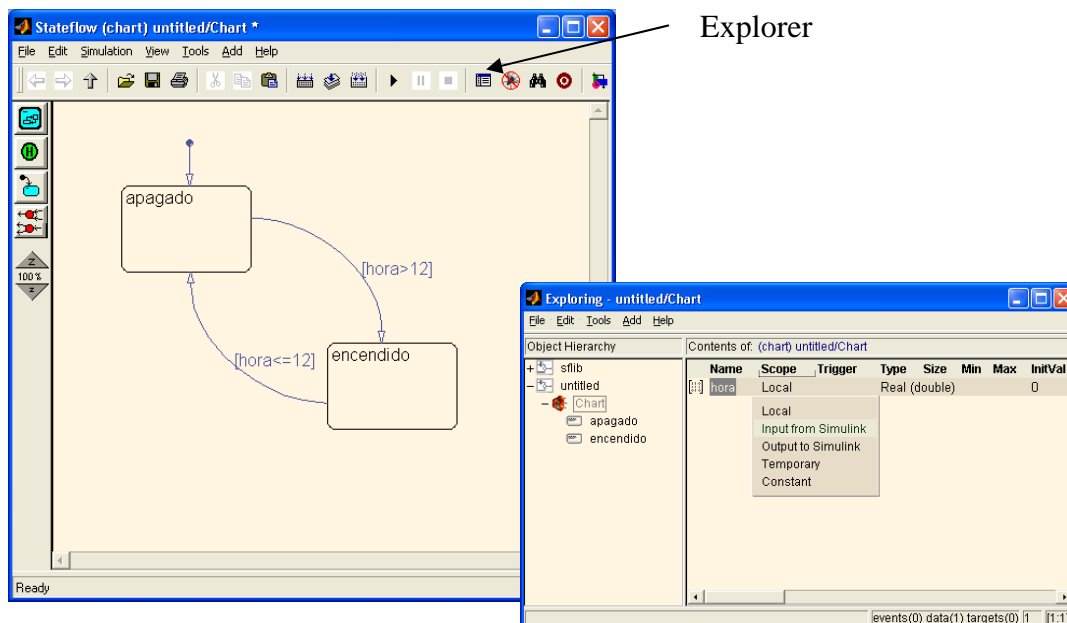 Explorer
Stateflow (chart) untitled/Chart *
File Edit Simulation View Tools Add Help
H
Z
100%
Z
apagado
[hora>12]
[hora<=12]
encendido
Ready
Exploring - untitled/Chart
File Edit Tools Add Help
Object Hierarchy
Contents of: (chart) untitled/Chart
sflib
untitled
Chart
apagado
encendido
Name Scope Trigger Type Size Min Max InitVal
hora Local Real (double) 0
Local
Input from Simulink
Output to Simulink
Temporary
Constant
events(0) data(1) targets(0) 1 [1:1